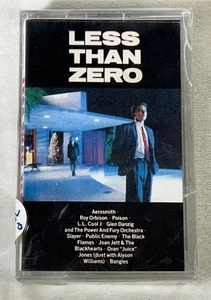 LESS
THAN
ZERO
Aerosmith
Roy Orbison · Poison
L.L. Cool J · Glen Danzig
and The Power And Fury Orchestra
Slayer · Public Enemy · The Black
Flames · Joan Jett & The
Blackhearts · Oran "Juice"
Jones (duet with Alyson
Williams) · Bangles